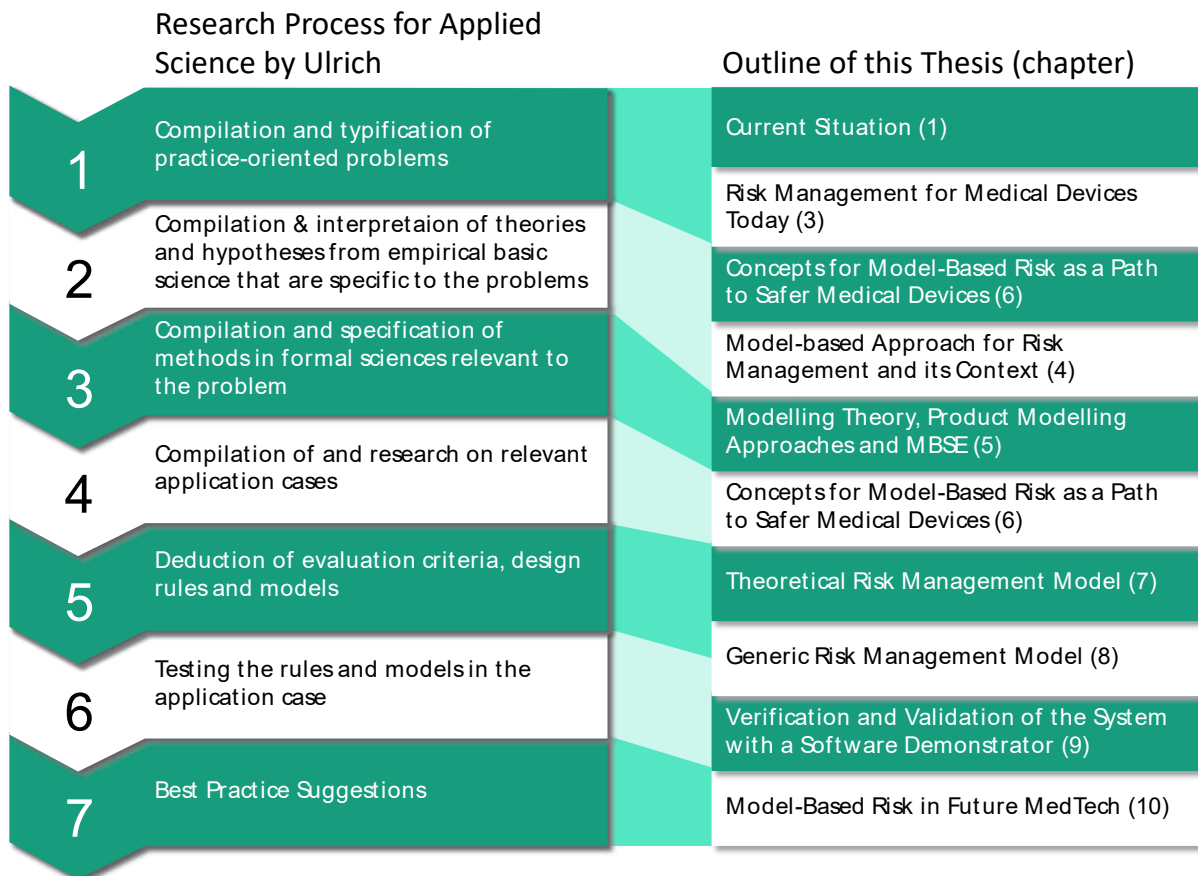 Research Process for Applied
Science by Ulrich
1
Compilation and typification of
practice-oriented problems
2
Compilation & interpretaion of theories
and hypotheses from empirical basic
science that are specific to the problems
3
Compilation and specification of
methods in formal sciences relevant to
the problem
4
Compilation of and research on relevant
application cases
5
Deduction of evaluation criteria, design
rules and models
6
Testing the rules and models in the
application case
7
Best Practice Suggestions
Outline of this Thesis (chapter)
Current Situation (1)
Risk Management for Medical Devices
Today (3)
Concepts for Model-Based Risk as a Path
to Safer Medical Devices (6)
Model-based Approach for Risk
Management and its Context (4)
Modelling Theory, Product Modelling
Approaches and MBSE (5)
Concepts for Model-Based Risk as a Path
to Safer Medical Devices (6)
Theoretical Risk Management Model (7)
Generic Risk Management Model (8)
Verification and Validation of the System
with a Software Demonstrator (9)
Model-Based Risk in Future MedTech (10)